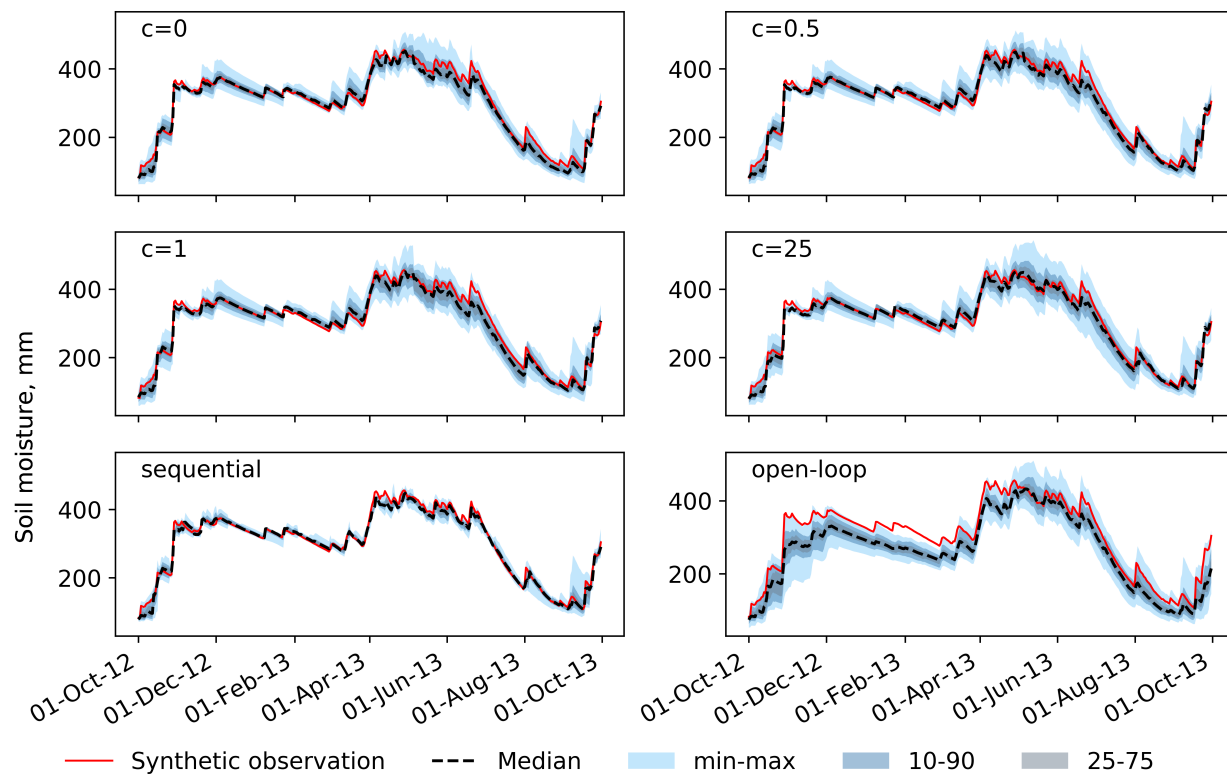 c=0
c=0.5
400
200
400
200
c=1
c=25
400
200
400
200
Soil moisture, mm
sequential
open-loop
400
200
400
200
01-Oct-12
01-Dec-12
01-Feb-13
01-Apr-13
01-Jun-13
01-Aug-13
01-Oct-13
01-Oct-12
01-Dec-12
01-Feb-13
01-Apr-13
01-Jun-13
01-Aug-13
01-Oct-13
Synthetic observation Median min-max 10-90 25-75